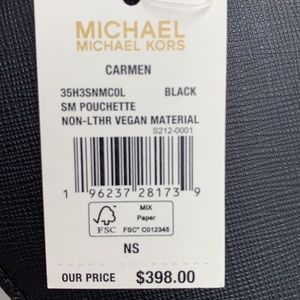 MICHAEL
MICHAEL KORS
CARMEN
35H3SNMC0L BLACK
SM POUCHETTE
NON-LTHR VEGAN MATERIAL
S212-0001
1 96237 28173 9
FSC
MIX
Paper
FSC® C012345
NS
OUR PRICE $398.00